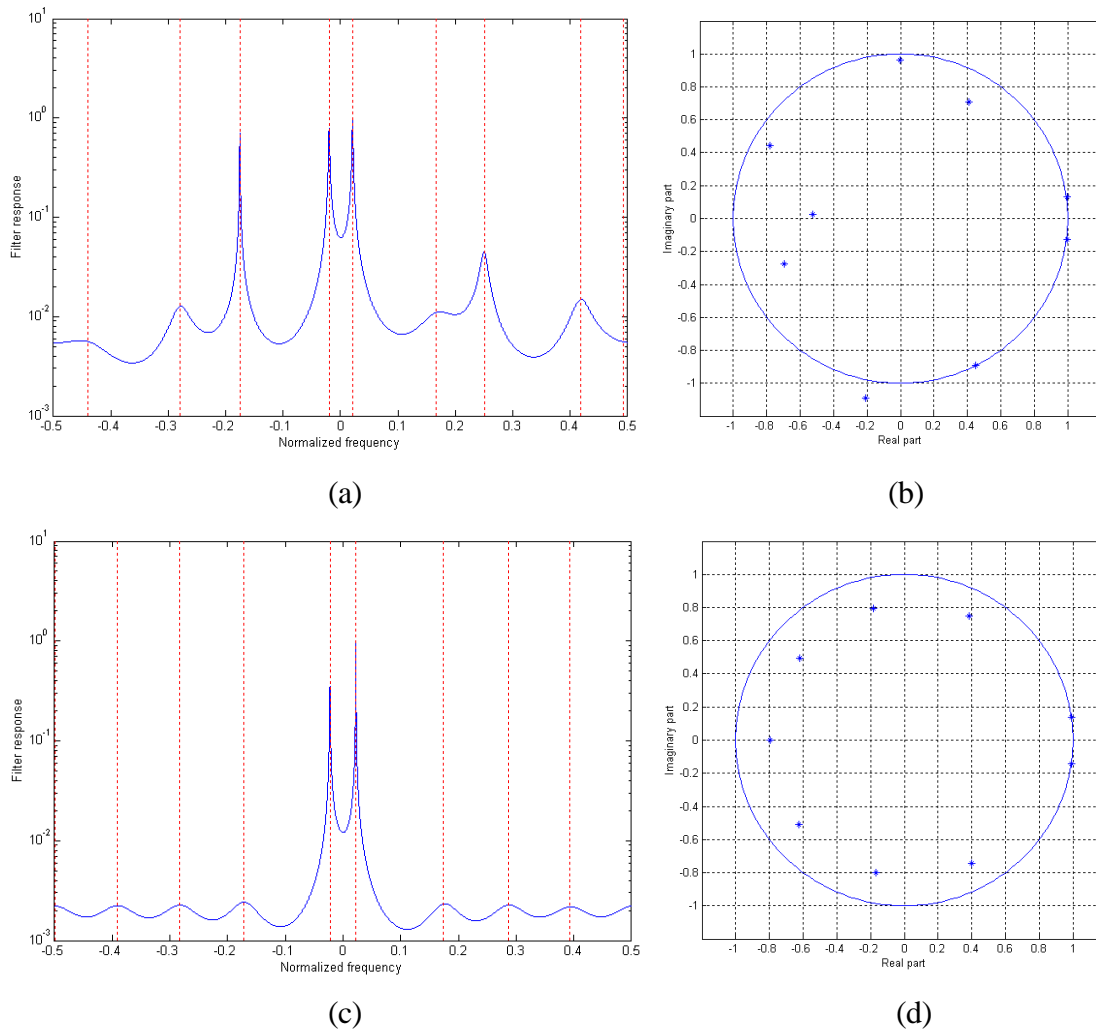 10^1
10^0
10^-1
10^-2
10^-3
Filter response
-0.5 -0.4 -0.3 -0.2 -0.1 0 0.1 0.2 0.3 0.4 0.5
Normalized frequency
(a)
1
0.8
0.6
0.4
0.2
0
-0.2
-0.4
-0.6
-0.8
-1
Imaginary part
-1 -0.8 -0.6 -0.4 -0.2 0 0.2 0.4 0.6 0.8 1
Real part
(b)
10^1
10^0
10^-1
10^-2
10^-3
Filter response
-0.5 -0.4 -0.3 -0.2 -0.1 0 0.1 0.2 0.3 0.4 0.5
Normalized frequency
(c)
1
0.8
0.6
0.4
0.2
0
-0.2
-0.4
-0.6
-0.8
-1
Imaginary part
-1 -0.8 -0.6 -0.4 -0.2 0 0.2 0.4 0.6 0.8 1
Real part
(d)